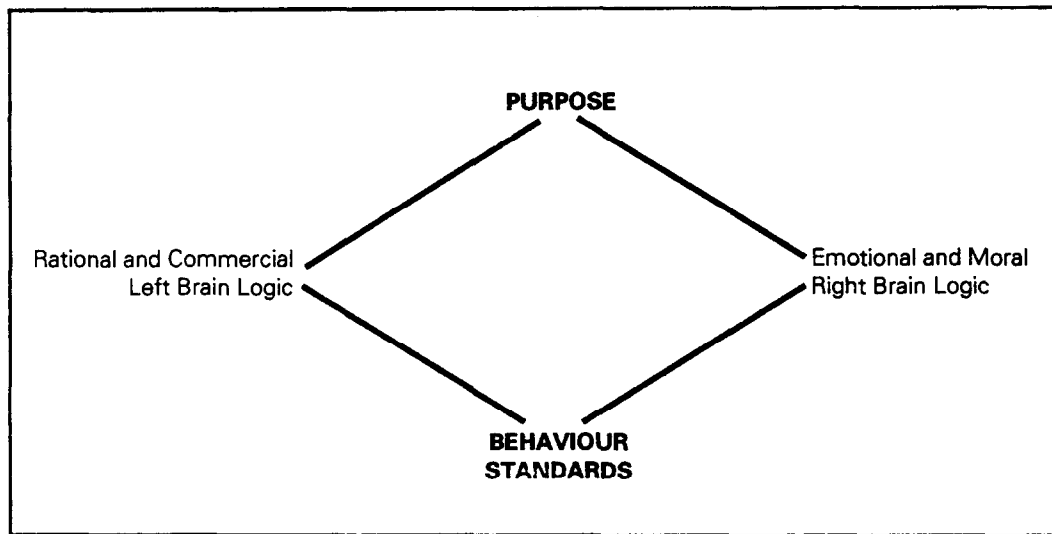 PURPOSE
Rational and Commercial
Left Brain Logic
Emotional and Moral
Right Brain Logic
BEHAVIOUR
STANDARDS